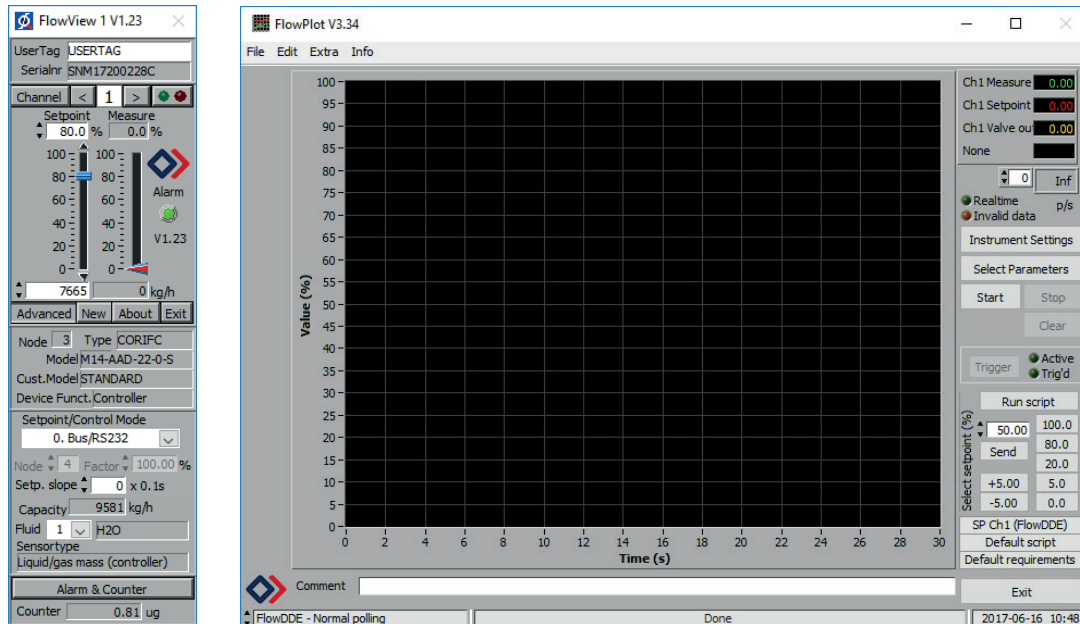 FlowView 1 V1.23
UserTag USERTAG
Serialnr SNM17200228C
Channel < 1 >
Setpoint Measure
80.0 % 0.0 %
100 100
80 80
Alarm
60 60
40 40
V1.23
20 20
0 0
7665 0 kg/h
Advanced New About Exit
Node 3 Type CORIFC
Model M14-AAD-22-0-S
Cust.Model STANDARD
Device Funct. Controller
Setpoint/Control Mode
0. Bus/RS232
Node 4 Factor 100.00 %
Setp. slope 0 x 0.1s
Capacity 9581 kg/h
Fluid 1 H2O
Sensortype
Liquid/gas mass (controller)
Alarm & Counter
Counter 0.81 ug
FlowPlot V3.34
File Edit Extra Info
100
95
90
85
80
75
70
65
60
55
50
45
40
35
30
25
20
15
10
5
0
Value (%)
0 2 4 6 8 10 12 14 16 18 20 22 24 26 28 30
Time (s)
Ch1 Measure 0.00
Ch1 Setpoint 0.00
Ch1 Valve ou 0.00
None
0 Inf
Realtime p/s
Invalid data
Instrument Settings
Select Parameters
Start Stop
Clear
Trigger Active
Trig'd
Run script
Select setpoint (%)
50.00 100.0
Send 80.0
20.0
+5.00 5.0
-5.00 0.0
SP Ch1 (FlowDDE)
Default script
Default requirements
Comment
Exit
FlowDDE - Normal polling Done 2017-06-16 10:48